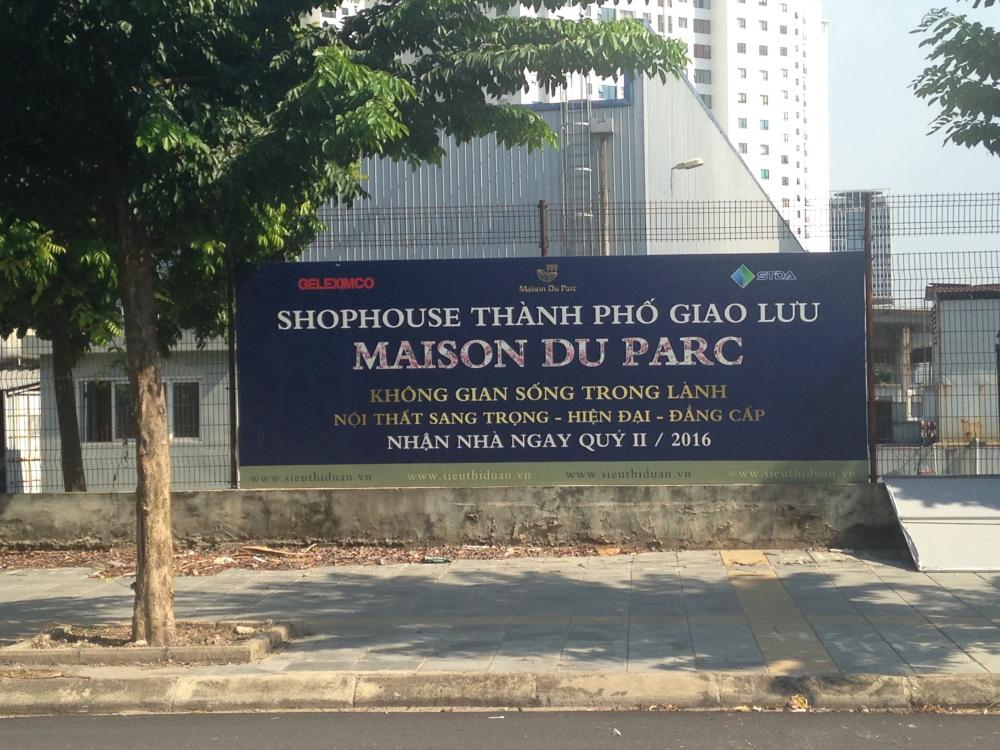 GELEXIMCO
Maison Du Parc
STDA
SHOPHOUSE THÀNH PHỐ GIAO LƯU
MAISON DU PARC
KHÔNG GIAN SỐNG TRONG LÀNH
NỘI THẤT SANG TRỌNG - HIỆN ĐẠI - ĐẲNG CẤP
NHẬN NHÀ NGAY QUÝ II / 2016
www.sieuthiduan.vn www.sieuthiduan.vn www.sieuthiduan.vn www.sieuthiduan.vn